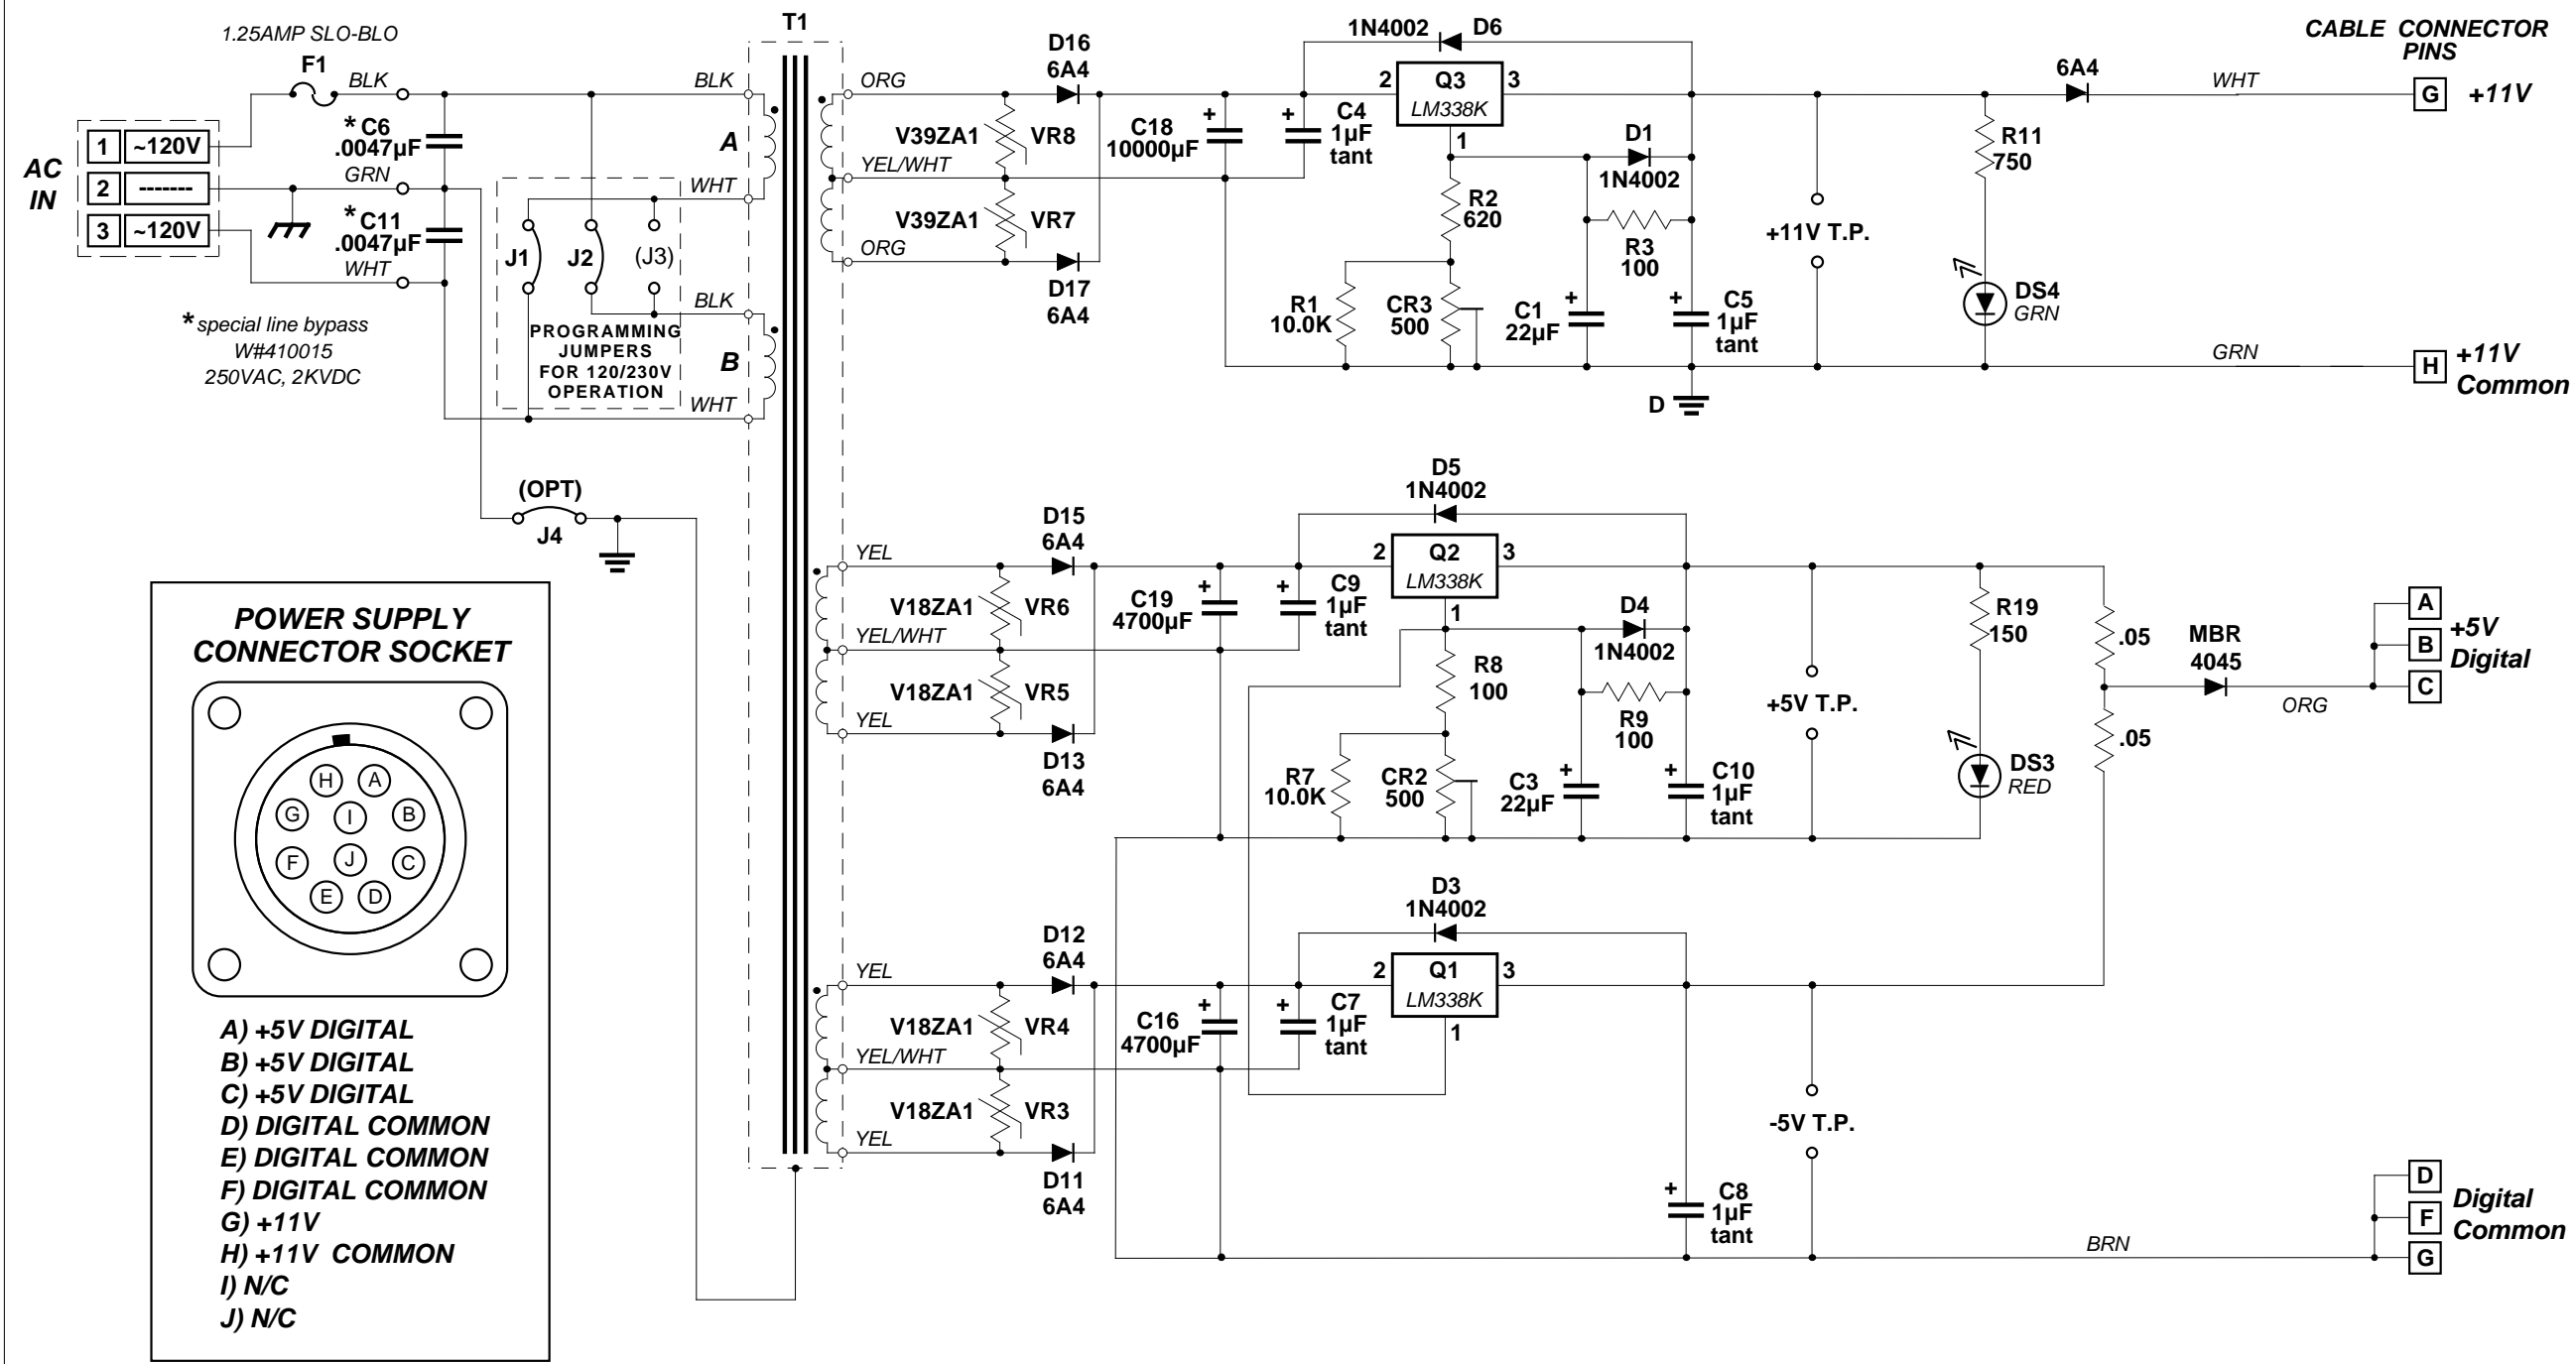 1.25AMP SLO-BLO
F1
BLK
AC
IN
1 ~120V
2 -------
3 ~120V
* C6
.0047µF
GRN
* C11
.0047µF
WHT
* special line bypass
W#410015
250VAC, 2KVDC
J1
J2
(J3)
PROGRAMMING
JUMPERS
FOR 120/230V
OPERATION
BLK
A
WHT
BLK
B
WHT
T1
(OPT)
J4
ORG
YEL/WHT
ORG
V39ZA1
VR8
V39ZA1
VR7
D16
6A4
D17
6A4
C18
10000µF
+
+
C4
1µF
tant
1N4002
D6
2
Q3
LM338K
3
1
D1
1N4002
R2
620
R3
100
R1
10.0K
CR3
500
C1
22µF
+
+
C5
1µF
tant
D
+11V T.P.
R11
750
DS4
GRN
6A4
WHT
GRN
CABLE CONNECTOR
PINS
G
+11V
H
+11V
Common
YEL
YEL/WHT
YEL
V18ZA1
VR6
V18ZA1
VR5
D15
6A4
D13
6A4
C19
4700µF
+
+
C9
1µF
tant
D5
1N4002
2
Q2
LM338K
3
1
D4
1N4002
R8
100
R9
100
R7
10.0K
CR2
500
C3
22µF
+
+
C10
1µF
tant
+5V T.P.
R19
150
DS3
RED
.05
.05
MBR
4045
ORG
A
B
C
+5V
Digital
YEL
YEL/WHT
YEL
V18ZA1
VR4
V18ZA1
VR3
D12
6A4
D11
6A4
C16
4700µF
+
+
C7
1µF
tant
D3
1N4002
2
Q1
LM338K
3
1
+
C8
1µF
tant
-5V T.P.
BRN
D
F
G
Digital
Common
POWER SUPPLY
CONNECTOR SOCKET
H
A
G
I
B
F
J
C
E
D
A) +5V DIGITAL
B) +5V DIGITAL
C) +5V DIGITAL
D) DIGITAL COMMON
E) DIGITAL COMMON
F) DIGITAL COMMON
G) +11V
H) +11V COMMON
I) N/C
J) N/C